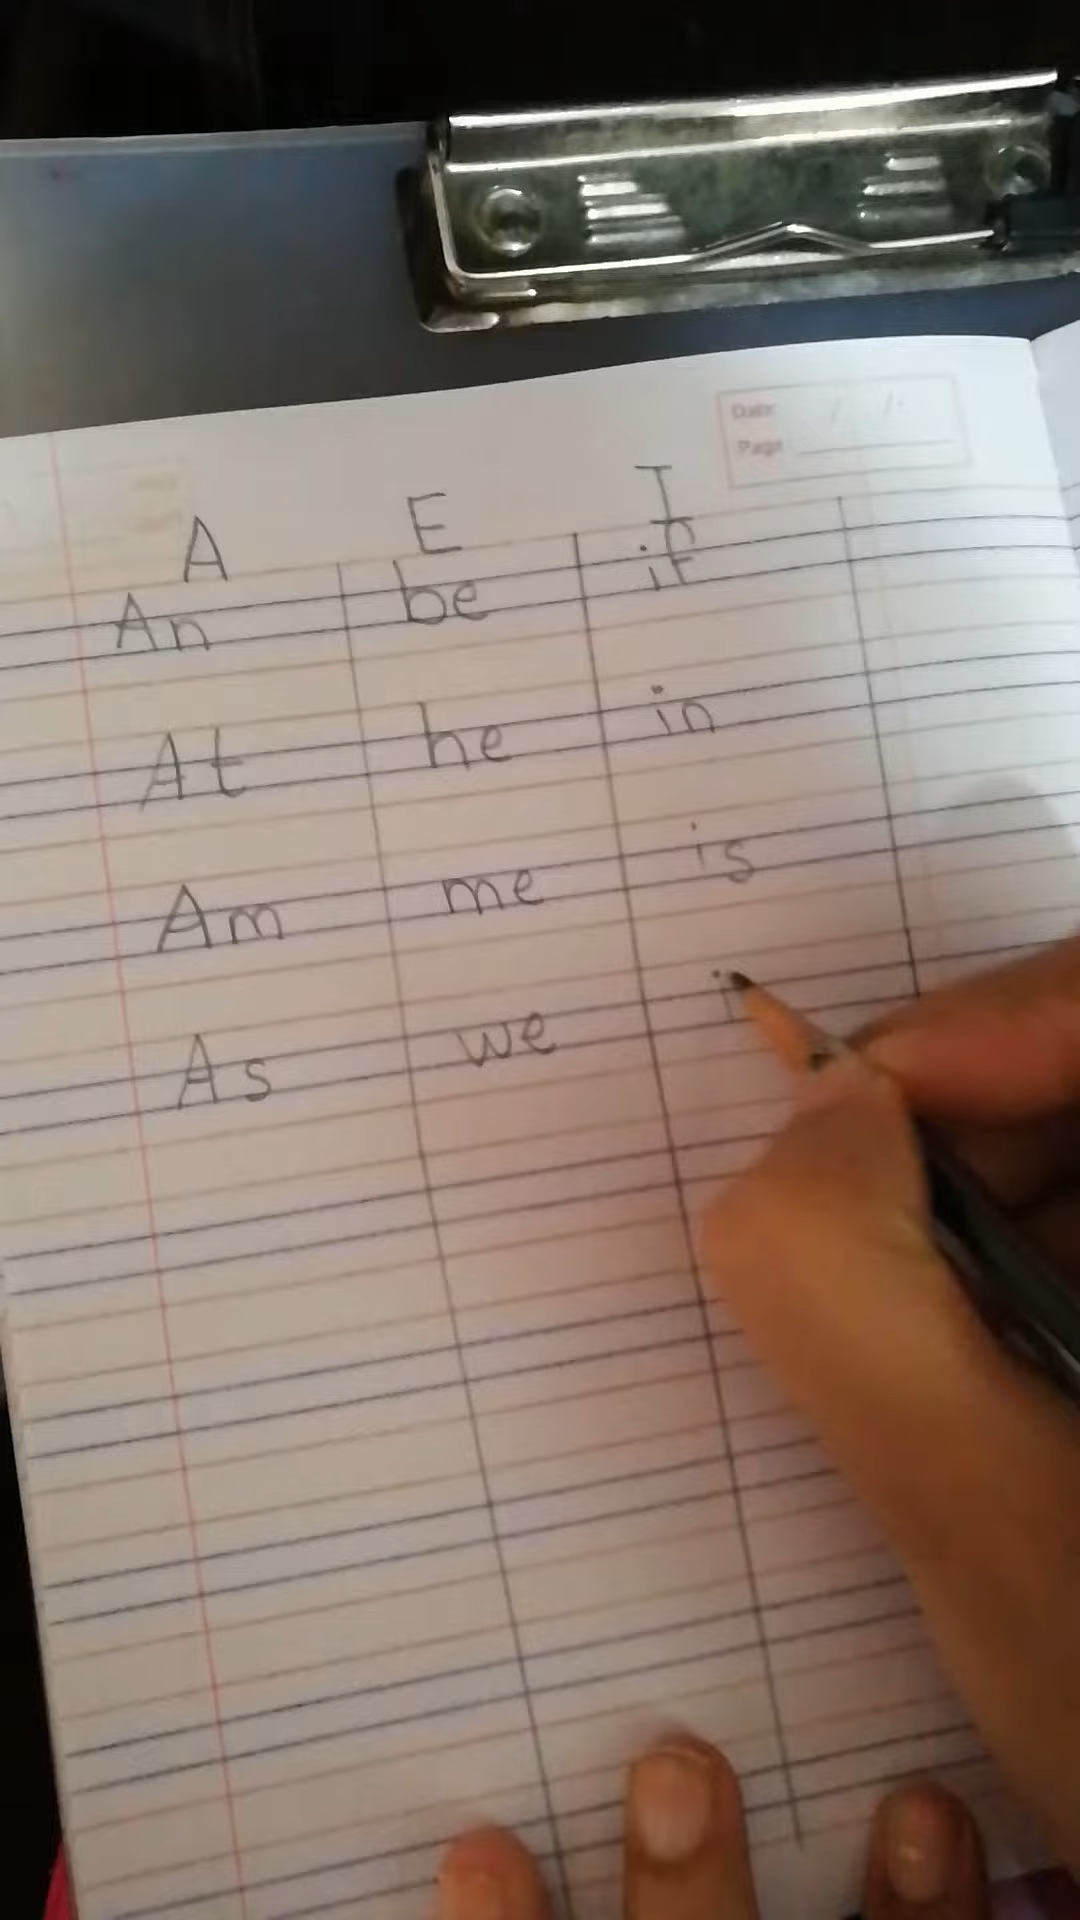 Date: / /
Page:
A E I
An be if
At he in
Am me is
As we i